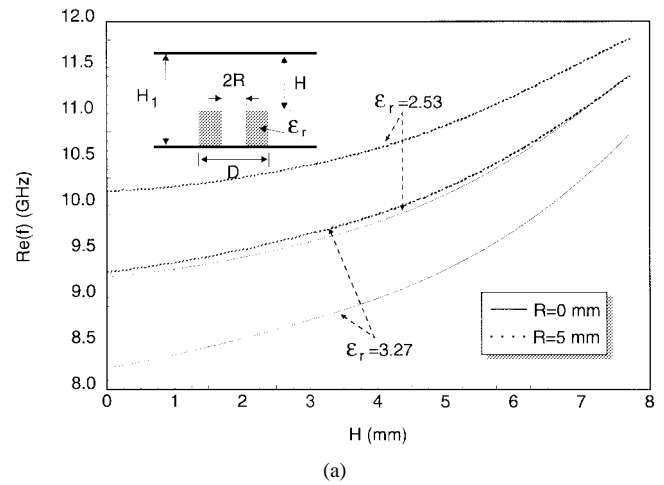 12.0
11.5
11.0
10.5
10.0
9.5
9.0
8.5
8.0
Re(f) (GHz)
H₁
2R
H
εr
D
εr=2.53
εr=3.27
R=0 mm
R=5 mm
0 1 2 3 4 5 6 7 8
H (mm)
(a)